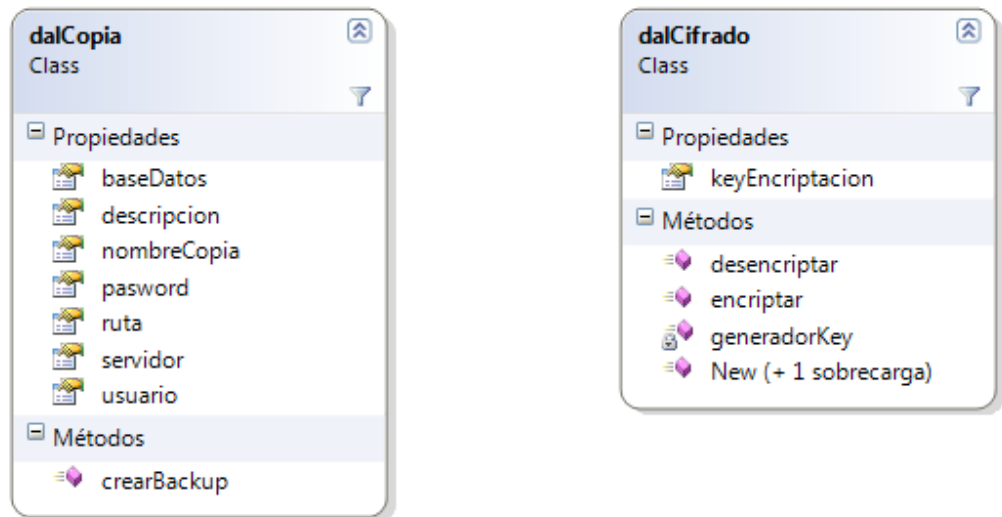 dalCopia
Class
Propiedades
baseDatos
descripcion
nombreCopia
pasword
ruta
servidor
usuario
Métodos
crearBackup
dalCifrado
Class
Propiedades
keyEncriptacion
Métodos
desencriptar
encriptar
generadorKey
New (+ 1 sobrecarga)